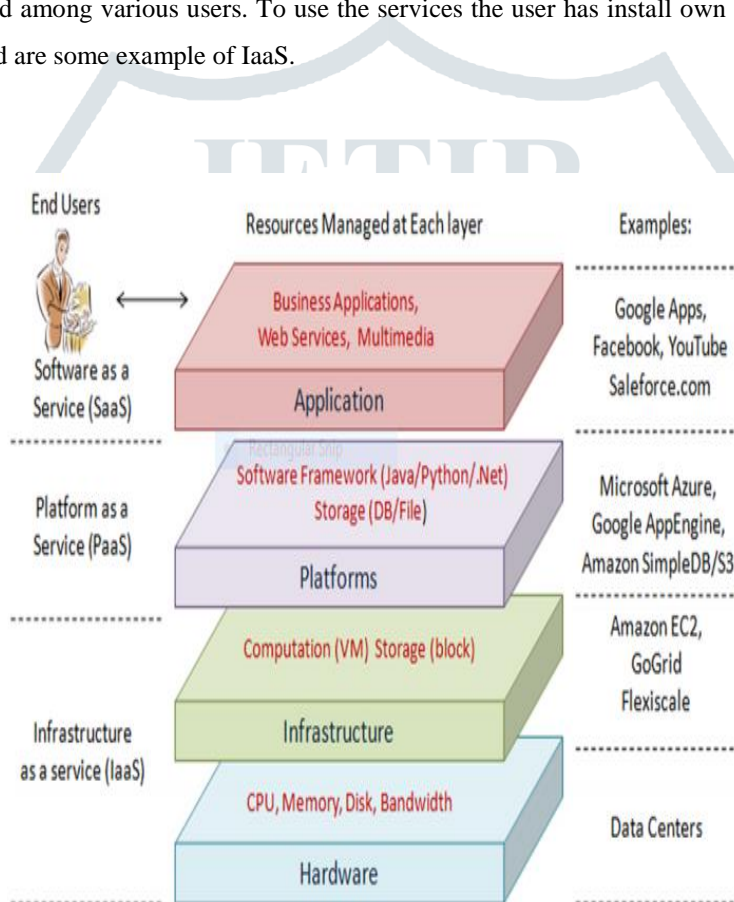 d among various users. To use the services the user has install own
d are some example of IaaS.
JETIR
End Users
Resources Managed at Each layer
Examples:
Business Applications,
Web Services, Multimedia
Application
Google Apps,
Facebook, YouTube
Saleforce.com
Software as a
Service (SaaS)
Rectangular Snip
Software Framework (Java/Python/.Net)
Storage (DB/File)
Platforms
Platform as a
Service (PaaS)
Microsoft Azure,
Google AppEngine,
Amazon SimpleDB/S3
Computation (VM) Storage (block)
Infrastructure
Amazon EC2,
GoGrid
Flexiscale
Infrastructure
as a service (IaaS)
CPU, Memory, Disk, Bandwidth
Hardware
Data Centers